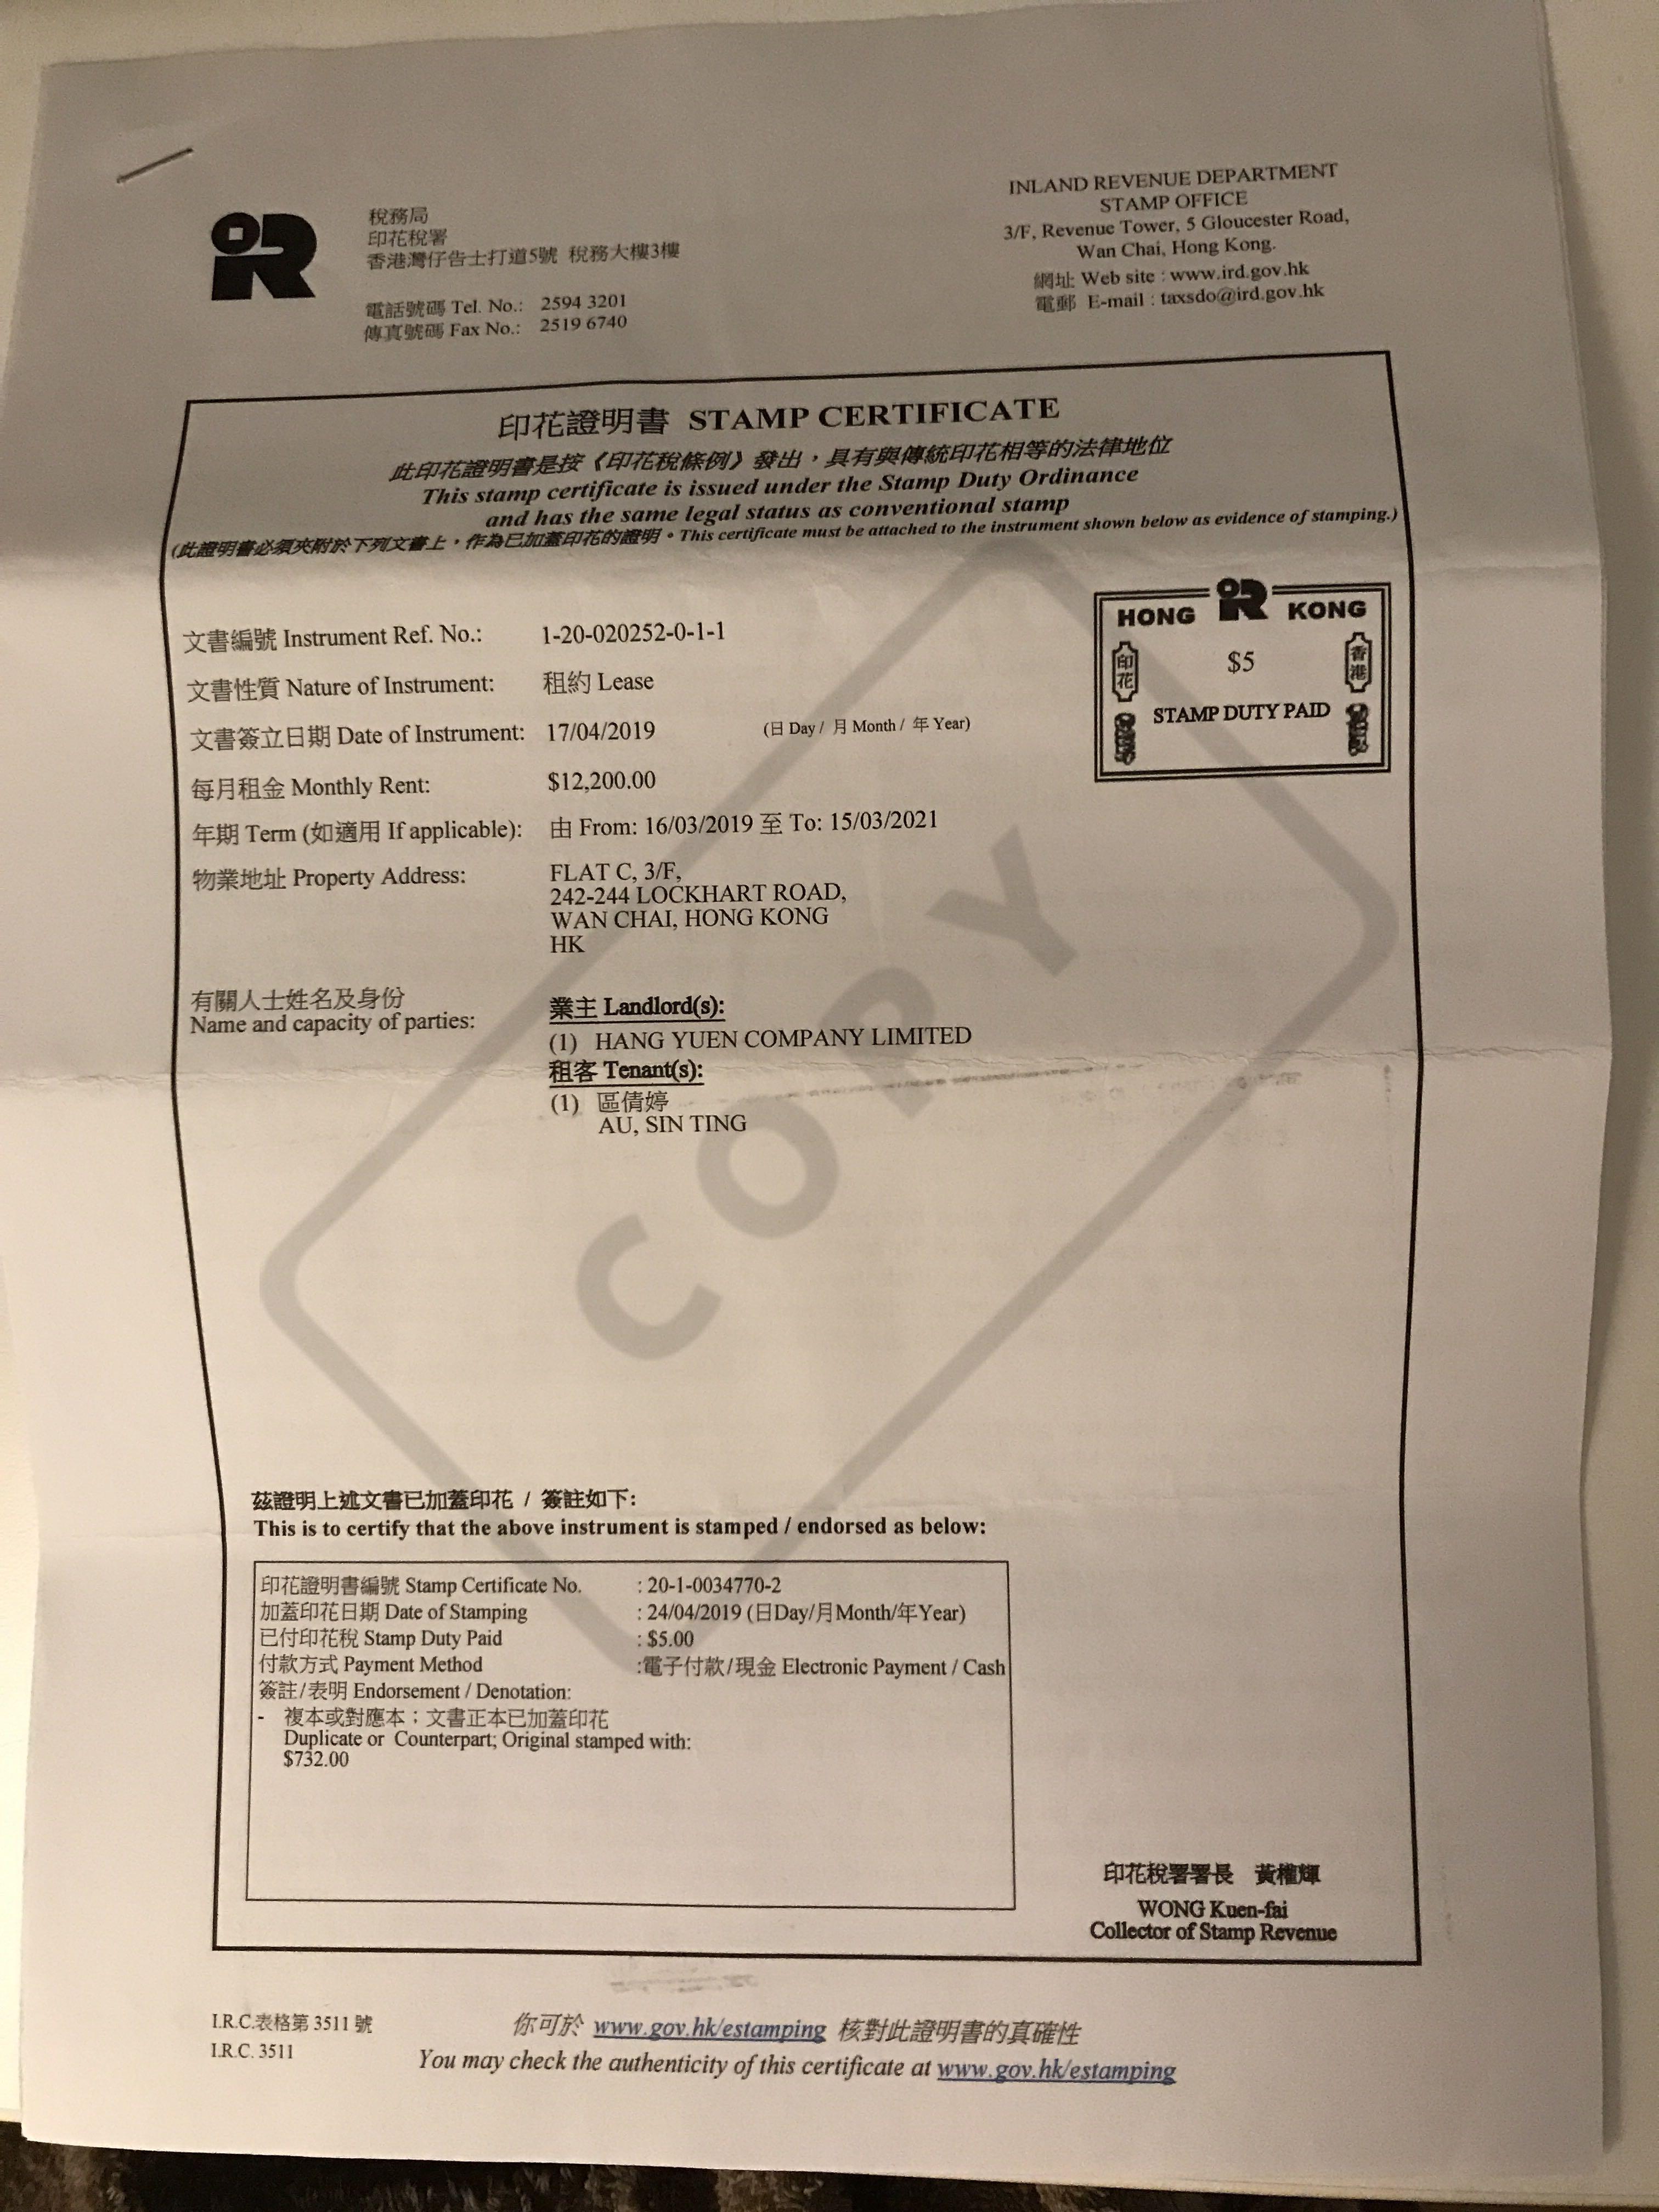 稅務局
印花稅署
香港灣仔告士打道5號 稅務大樓3樓
電話號碼 Tel. No.: 2594 3201
傳真號碼 Fax No.: 2519 6740
INLAND REVENUE DEPARTMENT
STAMP OFFICE
3/F, Revenue Tower, 5 Gloucester Road,
Wan Chai, Hong Kong.
網址 Web site : www.ird.gov.hk
電郵 E-mail : taxsdo@ird.gov.hk
印花證明書 STAMP CERTIFICATE
此印花證明書是按《印花稅條例》發出，具有與傳統印花相等的法律地位
This stamp certificate is issued under the Stamp Duty Ordinance
and has the same legal status as conventional stamp
(此證明書必須夾附於下列文書上，作為已加蓋印花的證明。This certificate must be attached to the instrument shown below as evidence of stamping.)
HONG KONG
印花
$5
香港
STAMP DUTY PAID
文書編號 Instrument Ref. No.: 1-20-020252-0-1-1
文書性質 Nature of Instrument: 租約 Lease
文書簽立日期 Date of Instrument: 17/04/2019 (日 Day / 月 Month / 年 Year)
每月租金 Monthly Rent: $12,200.00
年期 Term (如適用 If applicable): 由 From: 16/03/2019 至 To: 15/03/2021
物業地址 Property Address: FLAT C, 3/F,
242-244 LOCKHART ROAD,
WAN CHAI, HONG KONG
HK
有關人士姓名及身份
Name and capacity of parties:
業主 Landlord(s):
(1) HANG YUEN COMPANY LIMITED
租客 Tenant(s):
(1) 區倩婷
AU, SIN TING
COPY
茲證明上述文書已加蓋印花 / 簽註如下:
This is to certify that the above instrument is stamped / endorsed as below:
印花證明書編號 Stamp Certificate No. : 20-1-0034770-2
加蓋印花日期 Date of Stamping : 24/04/2019 (日Day/月Month/年Year)
已付印花稅 Stamp Duty Paid : $5.00
付款方式 Payment Method :電子付款/現金 Electronic Payment / Cash
簽註/表明 Endorsement / Denotation:
- 複本或對應本；文書正本已加蓋印花
Duplicate or Counterpart; Original stamped with:
$732.00
印花稅署署長 黃權輝
WONG Kuen-fai
Collector of Stamp Revenue
I.R.C.表格第 3511 號
I.R.C. 3511
你可於 www.gov.hk/estamping 核對此證明書的真確性
You may check the authenticity of this certificate at www.gov.hk/estamping